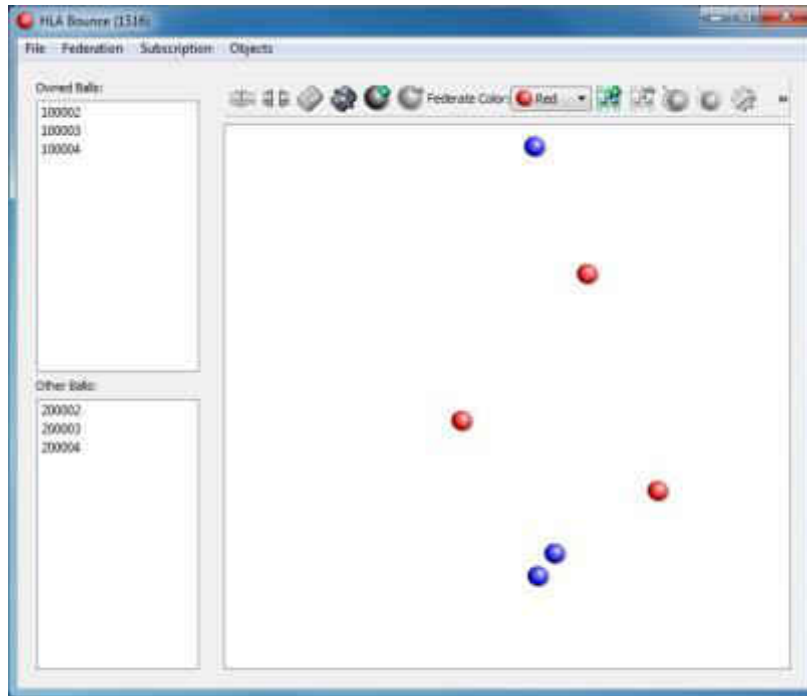 HLA Bounce (1516)
File Federation Subscription Objects
Owned Balls:
100002
100003
100004
Federate Color: Red
Other Balls:
200002
200003
200004